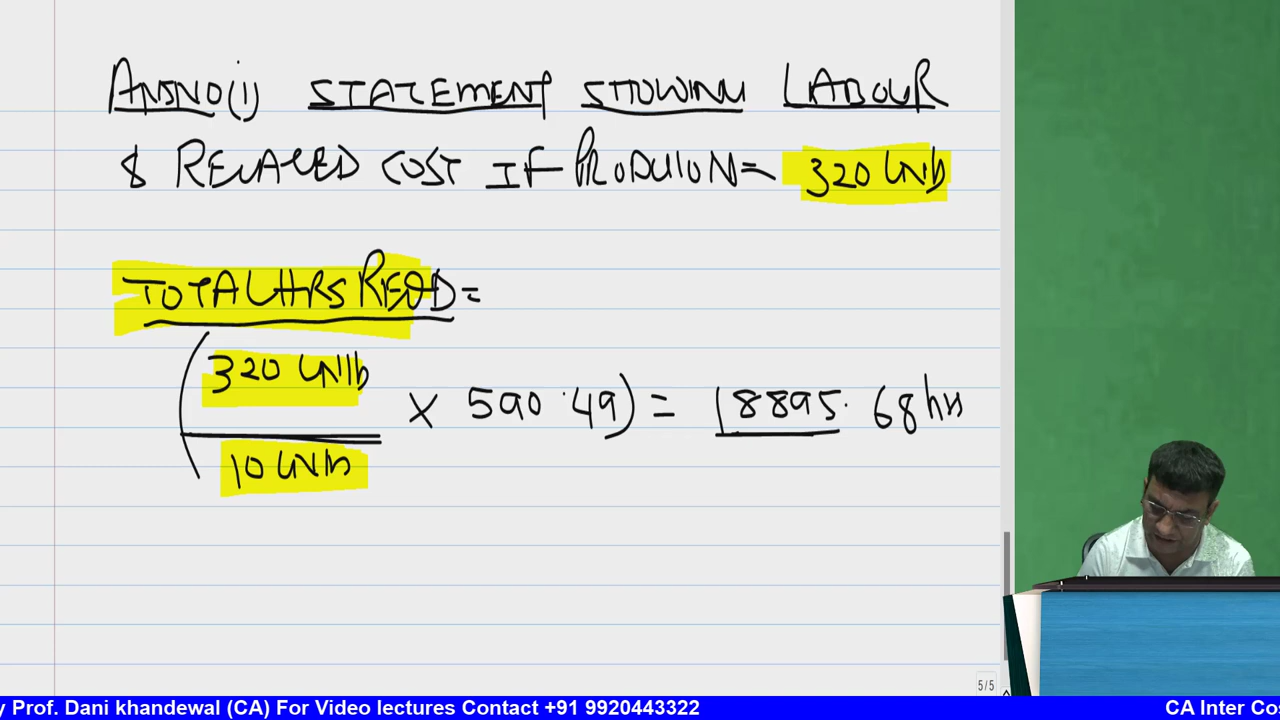 ANSNO(i) STATEMENT SHOWING LABOUR
& RELATED COST IF PRODUION = 320 Units
TOTAL HRS REQD =
(320 Units
× 590.49) = 18895.68 hrs
10 Units
5/5
y Prof. Dani khandewal (CA) For Video lectures Contact +91 9920443322
CA Inter Cos